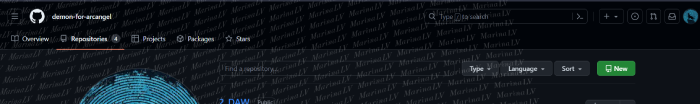 demon-for-arcangel
Type / to search
Overview Repositories 4 Projects Packages Stars
Find a repository...
Type Language Sort New
2_DAW